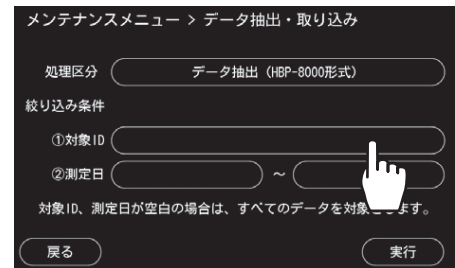 メンテナンスメニュー > データ抽出・取り込み
処理区分 データ抽出（HBP-8000形式）
絞り込み条件
①対象ID
②測定日 ～
対象ID、測定日が空白の場合は、すべてのデータを対象とします。
戻る 実行